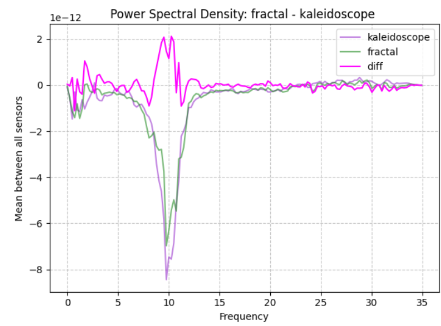 Power Spectral Density: fractal - kaleidoscope
1e−12
kaleidoscope
fractal
diff
2
0
−2
−4
−6
−8
Mean between all sensors
0 5 10 15 20 25 30 35
Frequency